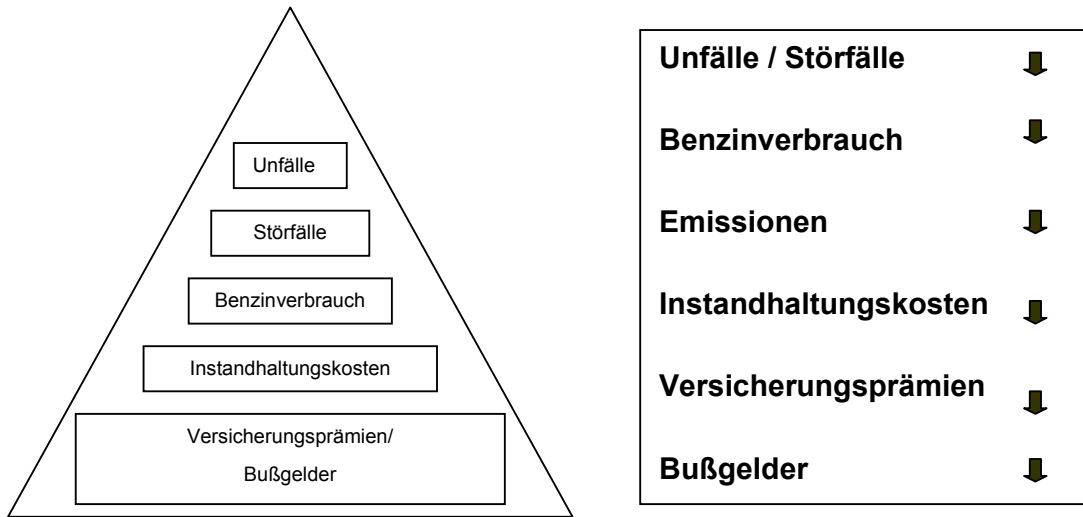 Unfälle
Störfälle
Benzinverbrauch
Instandhaltungskosten
Versicherungsprämien/
Bußgelder
Unfälle / Störfälle
Benzinverbrauch
Emissionen
Instandhaltungskosten
Versicherungsprämien
Bußgelder